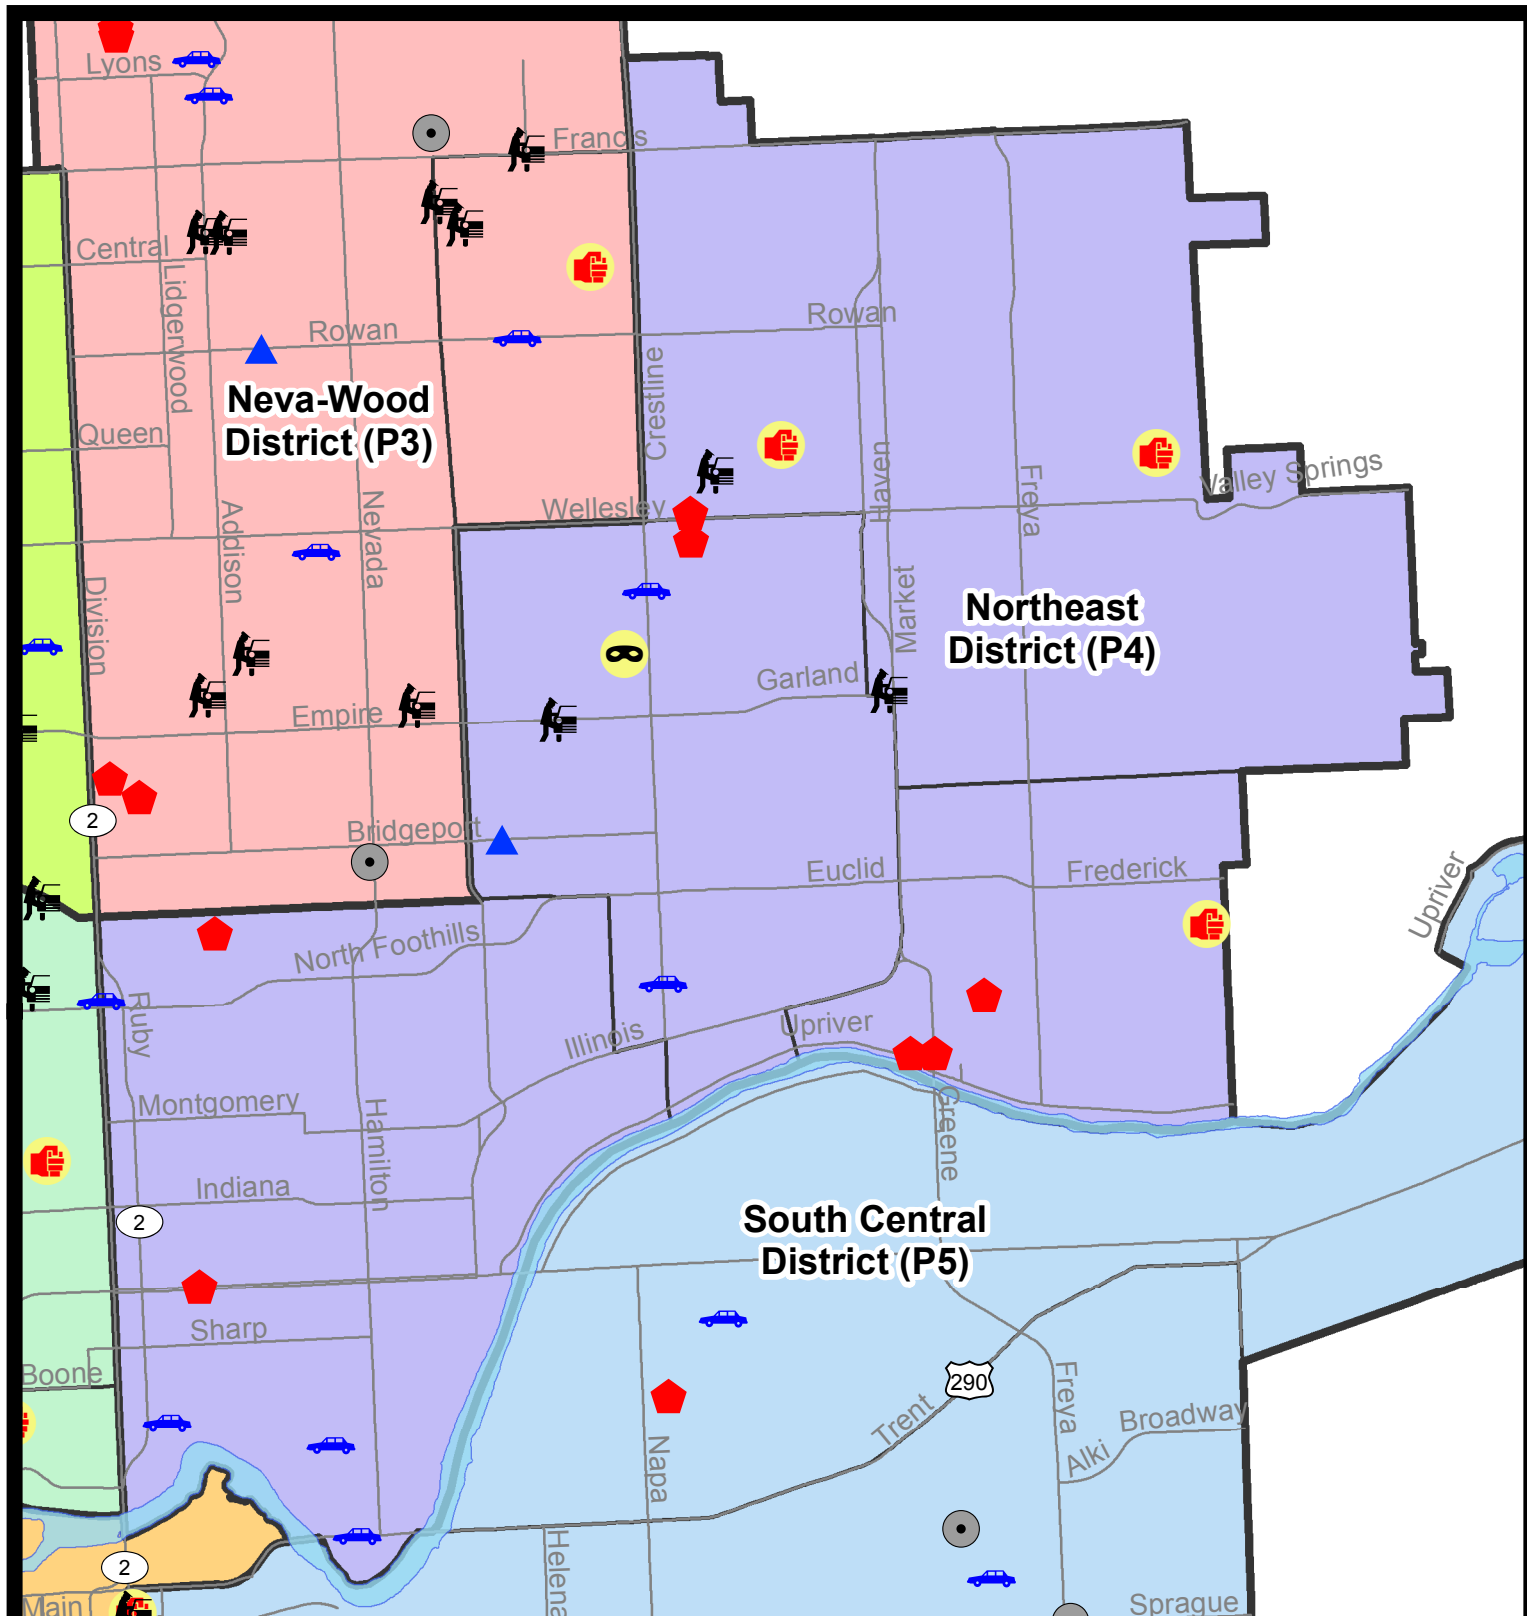 Lyons
Francis
Central
Lidgerwood
Rowan
Rowan
Neva-Wood
District (P3)
Crestline
Queen
Haven
Valley Springs
Freya
Wellesley
Addison
Nevada
Division
Market
Northeast
District (P4)
Garland
Empire
2
Bridgeport
Euclid
Frederick
Upriver
North Foothills
Ruby
Illinois
Upriver
Montgomery
Hamilton
Greene
Indiana
2
South Central
District (P5)
Sharp
Boone
290
Freya
Trent
Broadway
Alki
Napa
Helena
2
Main
Sprague